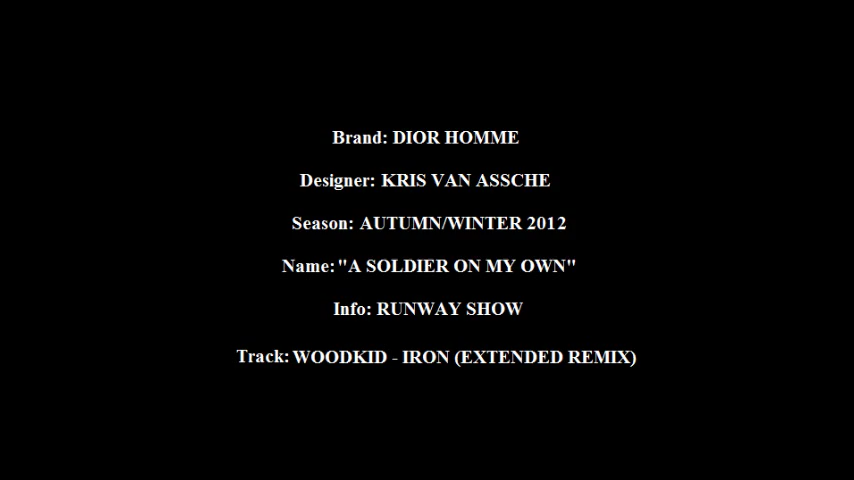 Brand: DIOR HOMME
Designer: KRIS VAN ASSCHE
Season: AUTUMN/WINTER 2012
Name: "A SOLDIER ON MY OWN"
Info: RUNWAY SHOW
Track: WOODKID - IRON (EXTENDED REMIX)